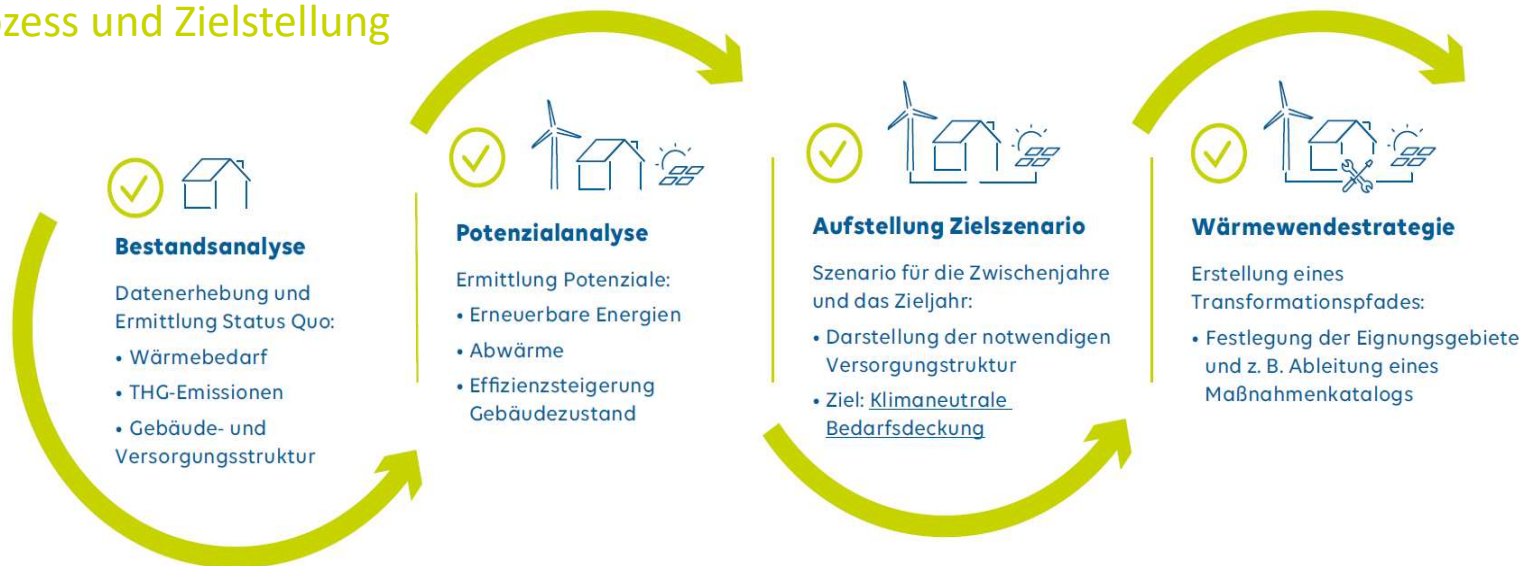 ozess und Zielstellung
Bestandsanalyse
Datenerhebung und
Ermittlung Status Quo:
• Wärmebedarf
• THG-Emissionen
• Gebäude- und
Versorgungsstruktur
Potenzialanalyse
Ermittlung Potenziale:
• Erneuerbare Energien
• Abwärme
• Effizienzsteigerung
Gebäudezustand
Aufstellung Zielszenario
Szenario für die Zwischenjahre
und das Zieljahr:
• Darstellung der notwendigen
Versorgungstruktur
• Ziel: Klimaneutrale
Bedarfsdeckung
Wärmewendestrategie
Erstellung eines
Transformationspfades:
• Festlegung der Eignungsgebiete
und z. B. Ableitung eines
Maßnahmenkatalogs